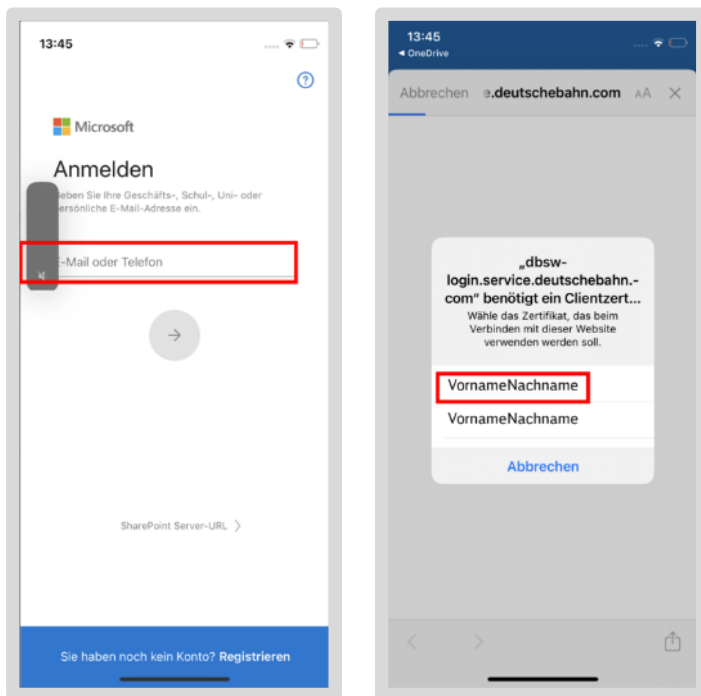 13:45
Microsoft
Anmelden
eben Sie Ihre Geschäfts-, Schul-, Uni- oder
ersönliche E-Mail-Adresse ein.
-Mail oder Telefon
SharePoint Server-URL
Sie haben noch kein Konto? Registrieren
13:45
OneDrive
Abbrechen e.deutschebahn.com AA
„dbsw-
login.service.deutschebahn.-
com“ benötigt ein Clientzert...
Wähle das Zertifikat, das beim
Verbinden mit dieser Website
verwenden werden soll.
VornameNachname
VornameNachname
Abbrechen